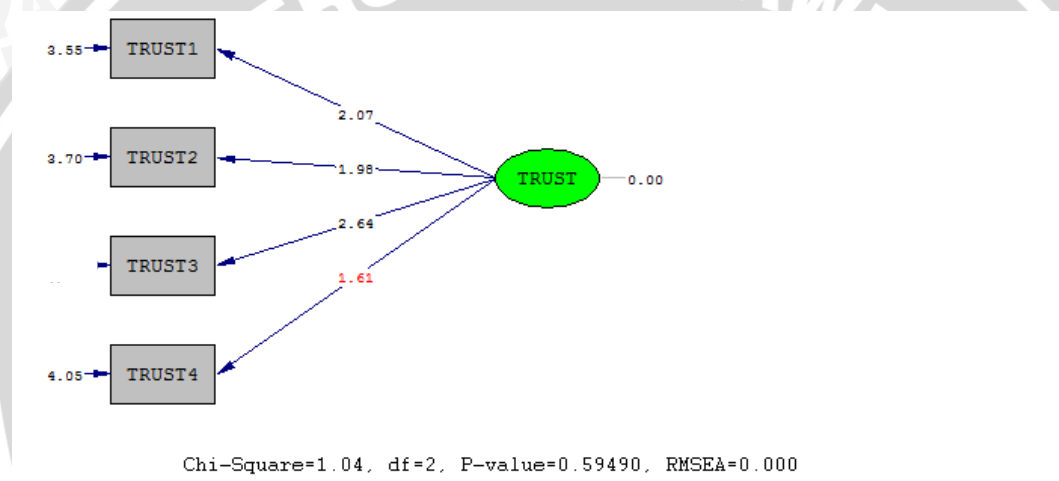 3.55 TRUST1
2.07
3.70 TRUST2
1.98
TRUST 0.00
2.64
TRUST3
1.61
4.05 TRUST4
Chi-Square=1.04, df=2, P-value=0.59490, RMSEA=0.000